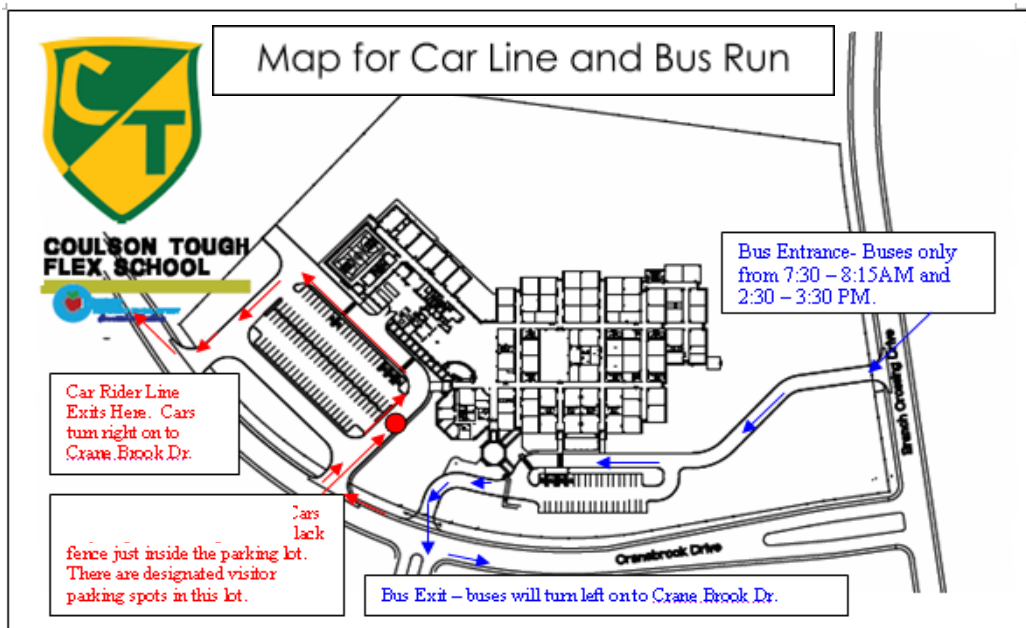 Map for Car Line and Bus Run
CT
COULSON TOUGH
FLEX SCHOOL
Bus Entrance- Buses only
from 7:30 – 8:15AM and
2:30 – 3:30 PM.
Branch Crossing Drive
Car Rider Line
Exits Here. Cars
turn right on to
Crane Brook Dr.
Cars
lack
fence just inside the parking lot.
There are designated visitor
parking spots in this lot.
Cranebrook Drive
Bus Exit – buses will turn left on to Crane Brook Dr.